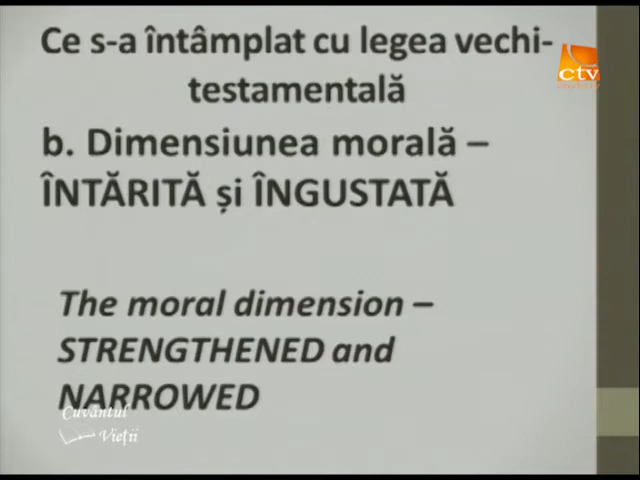 Ce s-a întâmplat cu legea vechi-
testamentală
ctv
b. Dimensiunea morală –
ÎNTĂRITĂ și ÎNGUSTATĂ
The moral dimension –
STRENGTHENED and
NARROWED
Cuvântul
Vieții